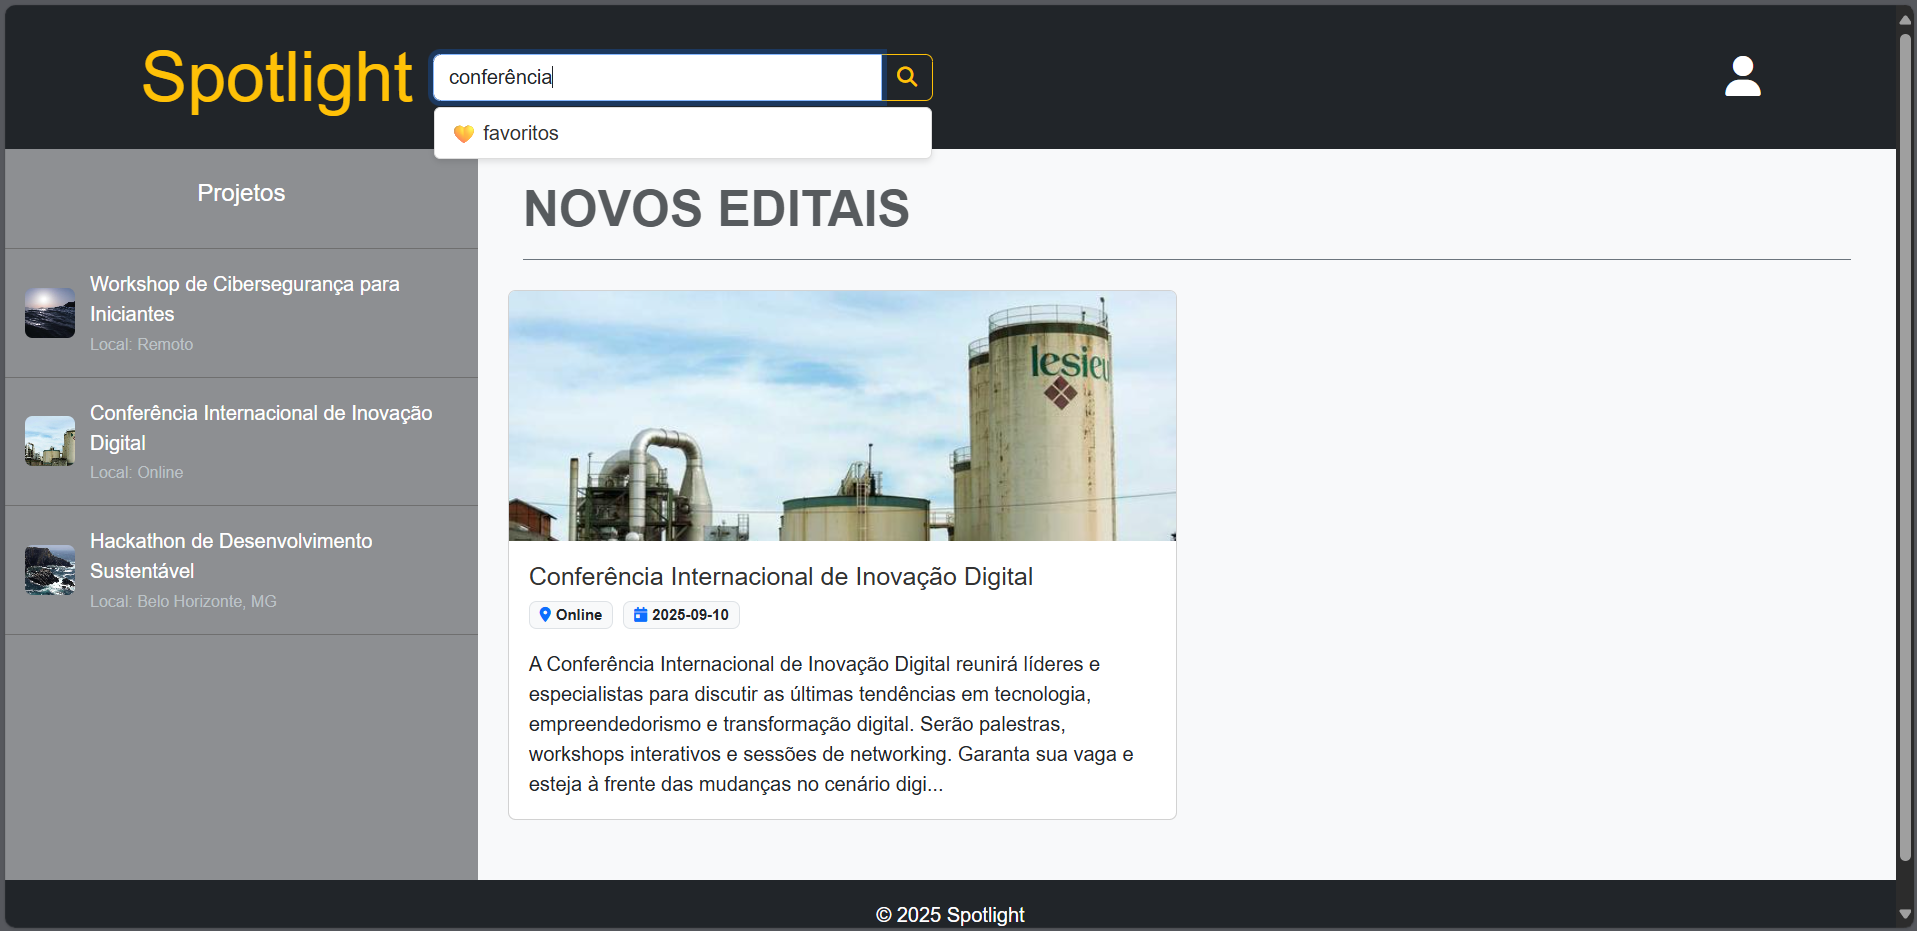 Spotlight
conferência
favoritos
Projetos
Workshop de Cibersegurança para
Iniciantes
Local: Remoto
Conferência Internacional de Inovação
Digital
Local: Online
Hackathon de Desenvolvimento
Sustentável
Local: Belo Horizonte, MG
NOVOS EDITAIS
lesieu
Conferência Internacional de Inovação Digital
Online 2025-09-10
A Conferência Internacional de Inovação Digital reunirá líderes e
especialistas para discutir as últimas tendências em tecnologia,
empreendedorismo e transformação digital. Serão palestras,
workshops interativos e sessões de networking. Garanta sua vaga e
esteja à frente das mudanças no cenário digi...
© 2025 Spotlight